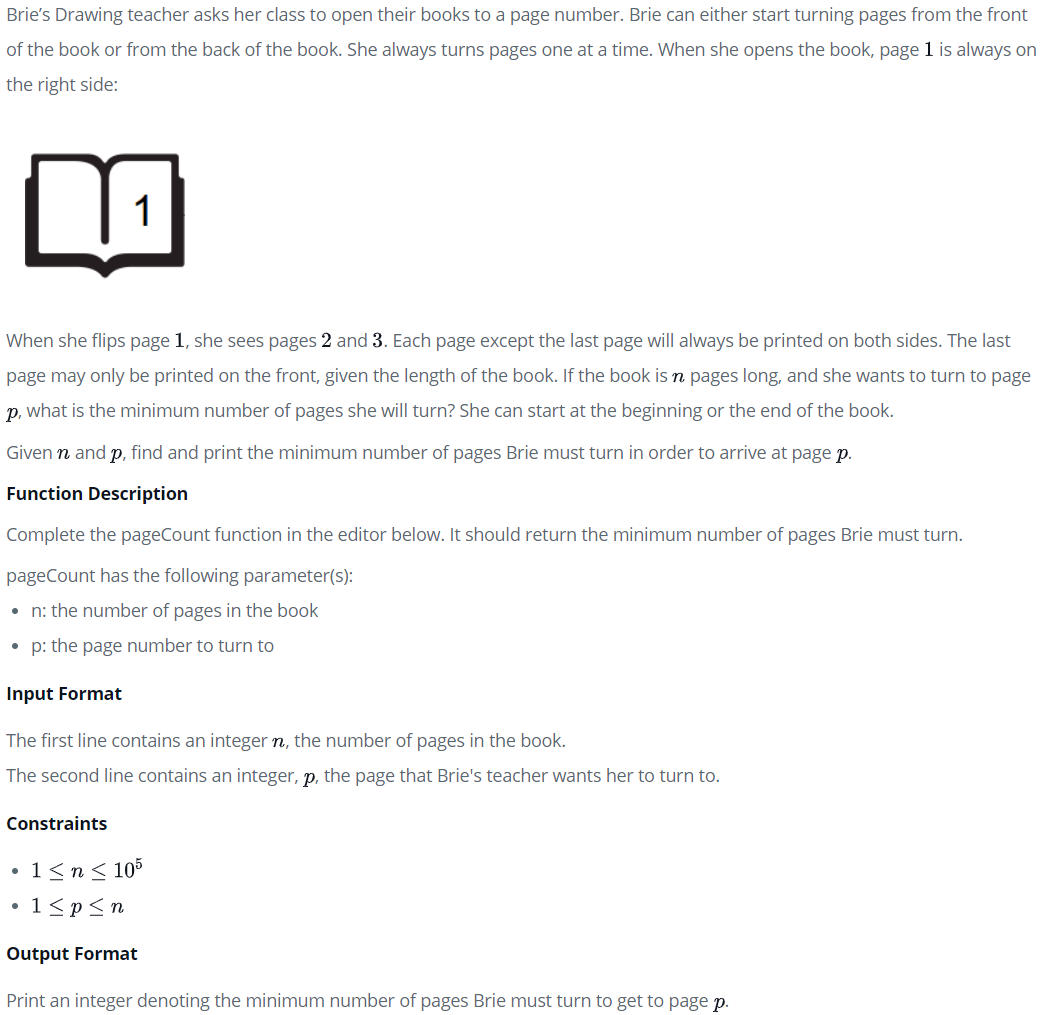 Brie’s Drawing teacher asks her class to open their books to a page number. Brie can either start turning pages from the front
of the book or from the back of the book. She always turns pages one at a time. When she opens the book, page 1 is always on
the right side:
1
When she flips page 1, she sees pages 2 and 3. Each page except the last page will always be printed on both sides. The last
page may only be printed on the front, given the length of the book. If the book is n pages long, and she wants to turn to page
p, what is the minimum number of pages she will turn? She can start at the beginning or the end of the book.
Given n and p, find and print the minimum number of pages Brie must turn in order to arrive at page p.
Function Description
Complete the pageCount function in the editor below. It should return the minimum number of pages Brie must turn.
pageCount has the following parameter(s):
• n: the number of pages in the book
• p: the page number to turn to
Input Format
The first line contains an integer n, the number of pages in the book.
The second line contains an integer, p, the page that Brie's teacher wants her to turn to.
Constraints
• 1 ≤ n ≤ 10⁵
• 1 ≤ p ≤ n
Output Format
Print an integer denoting the minimum number of pages Brie must turn to get to page p.